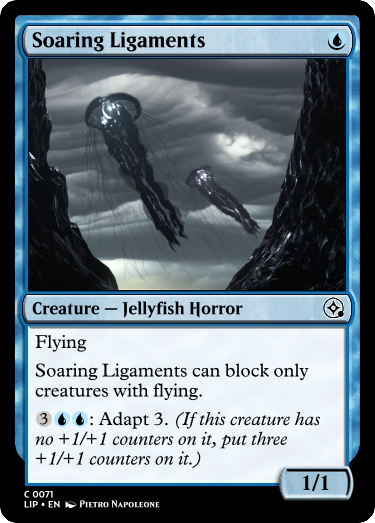 Soaring Ligaments
Creature — Jellyfish Horror
Flying
Soaring Ligaments can block only
creatures with flying.
3: Adapt 3. (If this creature has
no +1/+1 counters on it, put three
+1/+1 counters on it.)
1/1
C 0071
LIP • EN Pietro Napoleone